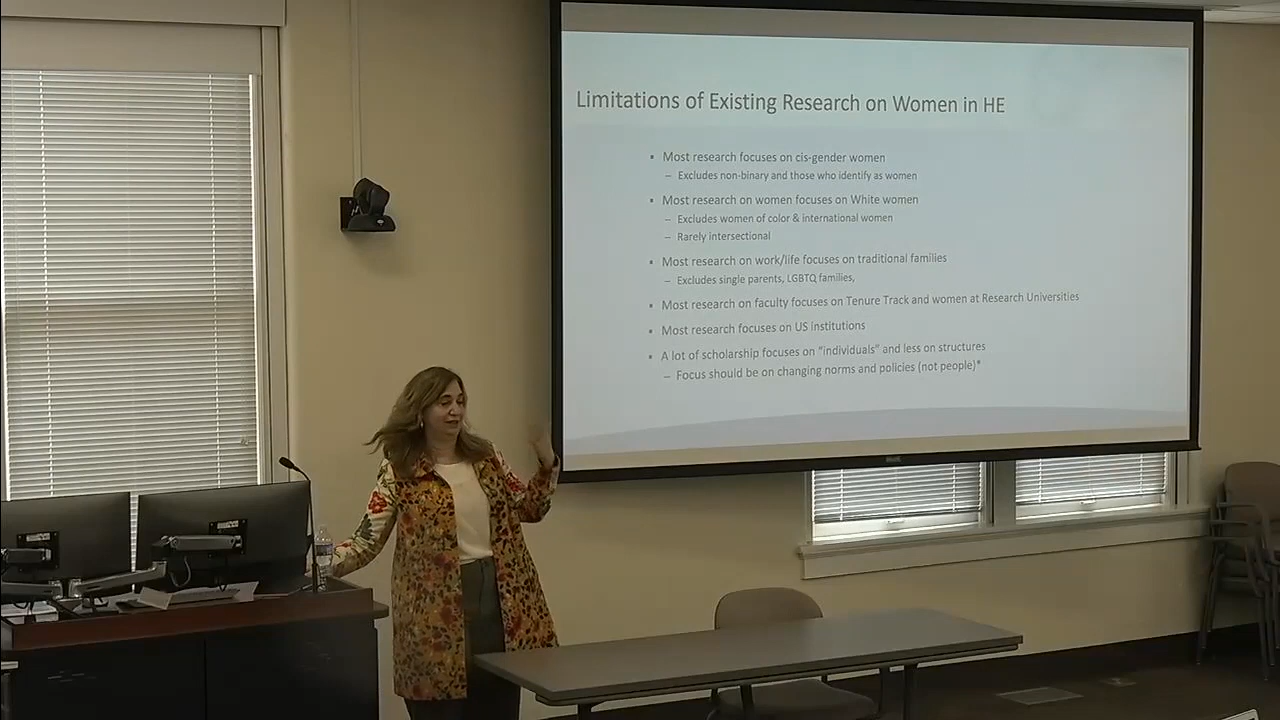 Limitations of Existing Research on Women in HE
▪ Most research focuses on cis-gender women
– Excludes non-binary and those who identify as women
▪ Most research on women focuses on White women
– Excludes women of color & international women
– Rarely intersectional
▪ Most research on work/life focuses on traditional families
– Excludes single parents, LGBTQ families,
▪ Most research on faculty focuses on Tenure Track and women at Research Universities
▪ Most research focuses on US institutions
▪ A lot of scholarship focuses on “individuals” and less on structures
– Focus should be on changing norms and policies (not people)*